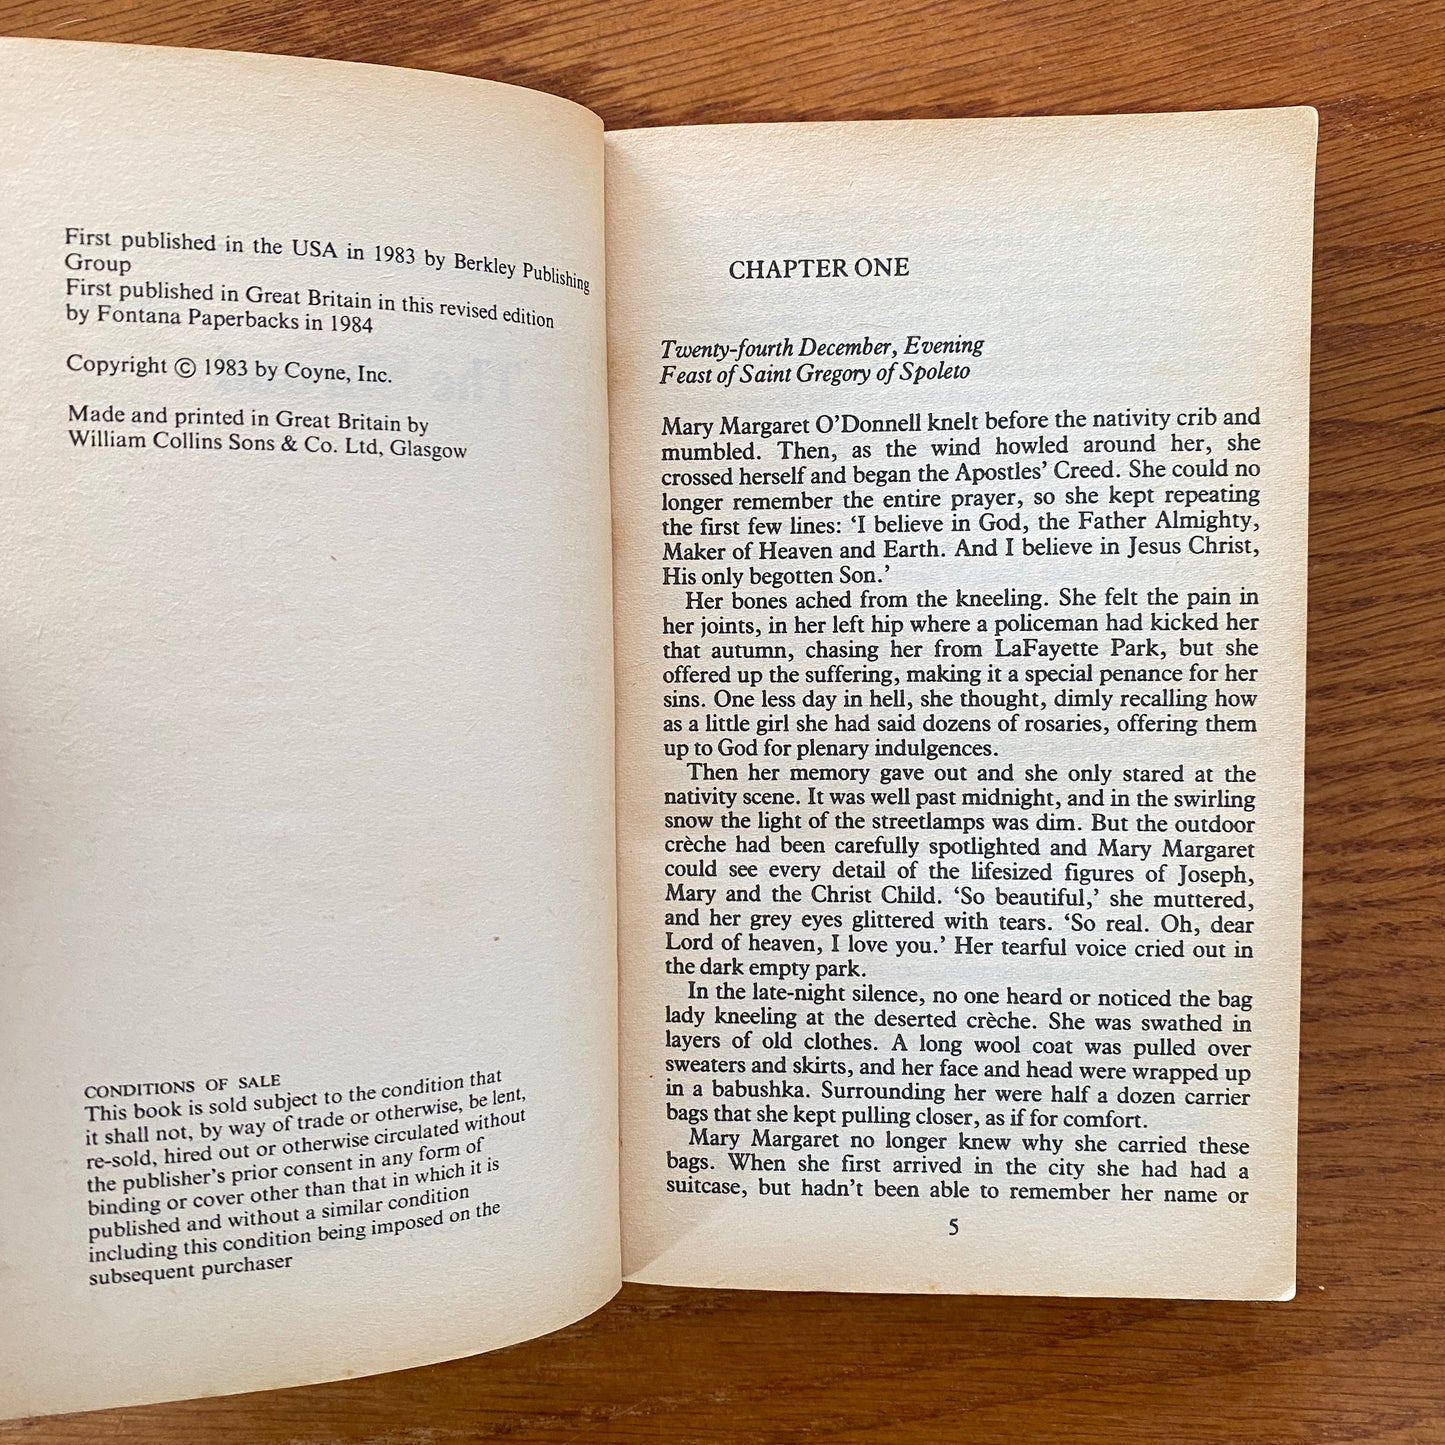 First published in the USA in 1983 by Berkley Publishing
Group
First published in Great Britain in this revised edition
by Fontana Paperbacks in 1984
Copyright © 1983 by Coyne, Inc.
Made and printed in Great Britain by
William Collins Sons & Co. Ltd, Glasgow
CONDITIONS OF SALE
This book is sold subject to the condition that
it shall not, by way of trade or otherwise, be lent,
re-sold, hired out or otherwise circulated without
the publisher's prior consent in any form of
binding or cover other than that in which it is
published and without a similar condition
including this condition being imposed on the
subsequent purchaser
CHAPTER ONE
Twenty-fourth December, Evening
Feast of Saint Gregory of Spoleto
Mary Margaret O'Donnell knelt before the nativity crib and
mumbled. Then, as the wind howled around her, she
crossed herself and began the Apostles' Creed. She could no
longer remember the entire prayer, so she kept repeating
the first few lines: 'I believe in God, the Father Almighty,
Maker of Heaven and Earth. And I believe in Jesus Christ,
His only begotten Son.'
Her bones ached from the kneeling. She felt the pain in
her joints, in her left hip where a policeman had kicked her
that autumn, chasing her from LaFayette Park, but she
offered up the suffering, making it a special penance for her
sins. One less day in hell, she thought, dimly recalling how
as a little girl she had said dozens of rosaries, offering them
up to God for plenary indulgences.
Then her memory gave out and she only stared at the
nativity scene. It was well past midnight, and in the swirling
snow the light of the streetlamps was dim. But the outdoor
crèche had been carefully spotlighted and Mary Margaret
could see every detail of the lifesized figures of Joseph,
Mary and the Christ Child. 'So beautiful,' she muttered,
and her grey eyes glittered with tears. 'So real. Oh, dear
Lord of heaven, I love you.' Her tearful voice cried out in
the dark empty park.
In the late-night silence, no one heard or noticed the bag
lady kneeling at the deserted crèche. She was swathed in
layers of old clothes. A long wool coat was pulled over
sweaters and skirts, and her face and head were wrapped up
in a babushka. Surrounding her were half a dozen carrier
bags that she kept pulling closer, as if for comfort.
Mary Margaret no longer knew why she carried these
bags. When she first arrived in the city she had had a
suitcase, but hadn't been able to remember her name or
5